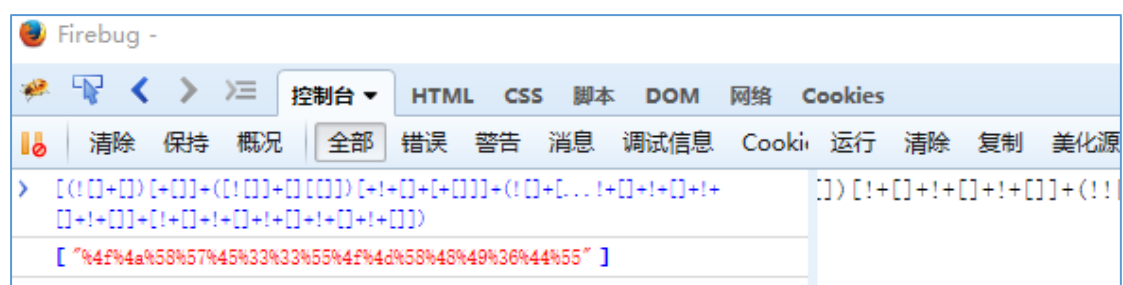 Firebug -
控制台 HTML CSS 脚本 DOM 网络 Cookies
清除 保持 概况 全部 错误 警告 消息 调试信息 Cooki 运行 清除 复制 美化源
[(![]+[])[+[]]+([![]]+[][[]])[+!+[]+[+[]]]+(![]+[...!+[]+!+[]+!+
[]+!+[]]+[!+[]+!+[]+!+[]+!+[]+!+[]+!+[]])
["%4f%4a%58%57%45%33%33%55%4f%4d%58%48%49%36%44%55"]
[])[!+[]+!+[]+!+[]]+(!![